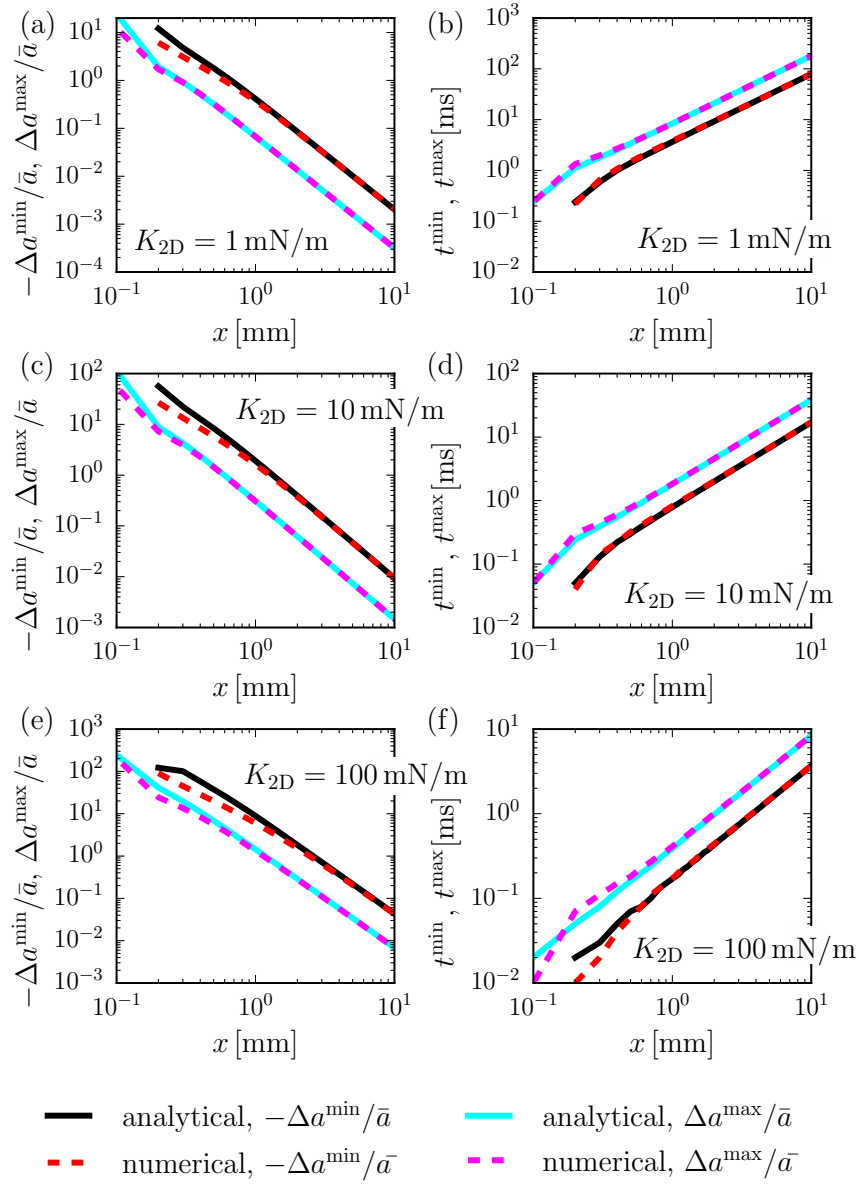 (a)
−Δa^min/ā, Δa^max/ā
10^1
10^0
10^−1
10^−2
10^−3
10^−4
K_2D = 1 mN/m
10^−1 10^0 10^1
x [mm]
(b)
t^min, t^max [ms]
10^3
10^2
10^1
10^0
10^−1
10^−2
K_2D = 1 mN/m
10^−1 10^0 10^1
x [mm]
(c)
−Δa^min/ā, Δa^max/ā
10^2
10^1
10^0
10^−1
10^−2
10^−3
K_2D = 10 mN/m
10^−1 10^0 10^1
x [mm]
(d)
t^min, t^max [ms]
10^2
10^1
10^0
10^−1
10^−2
K_2D = 10 mN/m
10^−1 10^0 10^1
x [mm]
(e)
−Δa^min/ā, Δa^max/ā
10^3
10^2
10^1
10^0
10^−1
10^−2
10^−3
K_2D = 100 mN/m
10^−1 10^0 10^1
x [mm]
(f)
t^min, t^max [ms]
10^1
10^0
10^−1
10^−2
K_2D = 100 mN/m
10^−1 10^0 10^1
x [mm]
analytical, −Δa^min/ā
analytical, Δa^max/ā
numerical, −Δa^min/ā
numerical, Δa^max/ā